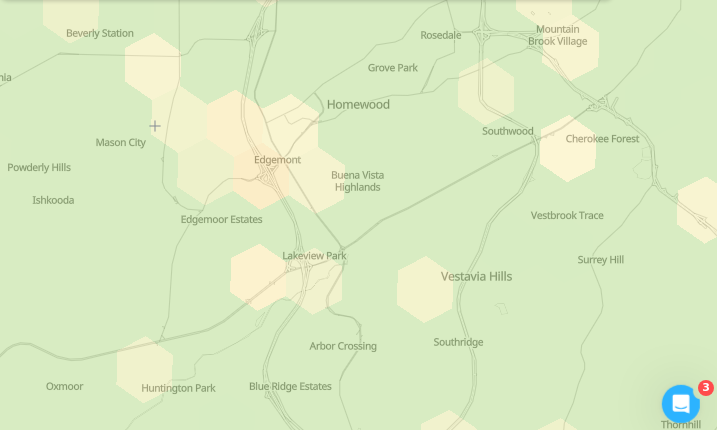 Beverly Station
Rosedale
Mountain
Brook Village
Grove Park
nia
Homewood
Mason City
Southwood
Cherokee Forest
Edgemont
Powderly Hills
Buena Vista
Highlands
Ishkooda
Edgemoor Estates
Vestbrook Trace
Lakeview Park
Surrey Hill
Vestavia Hills
Arbor Crossing
Southridge
Oxmoor
Huntington Park
Blue Ridge Estates
3
Thornhill